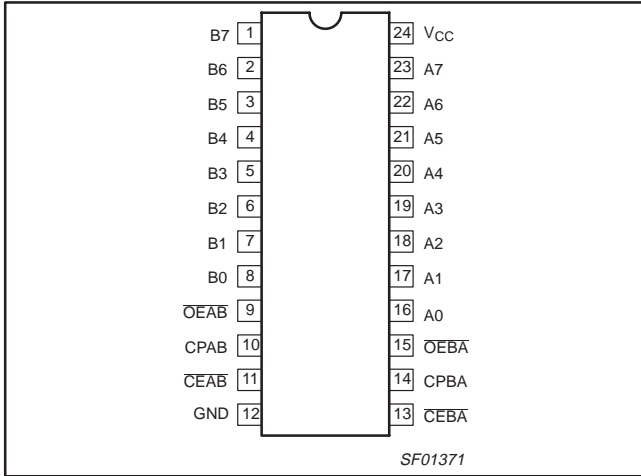 B7 1 24 VCC
B6 2 23 A7
B5 3 22 A6
B4 4 21 A5
B3 5 20 A4
B2 6 19 A3
B1 7 18 A2
B0 8 17 A1
OEAB 9 16 A0
CPAB 10 15 OEBA
CEAB 11 14 CPBA
GND 12 13 CEBA
SF01371